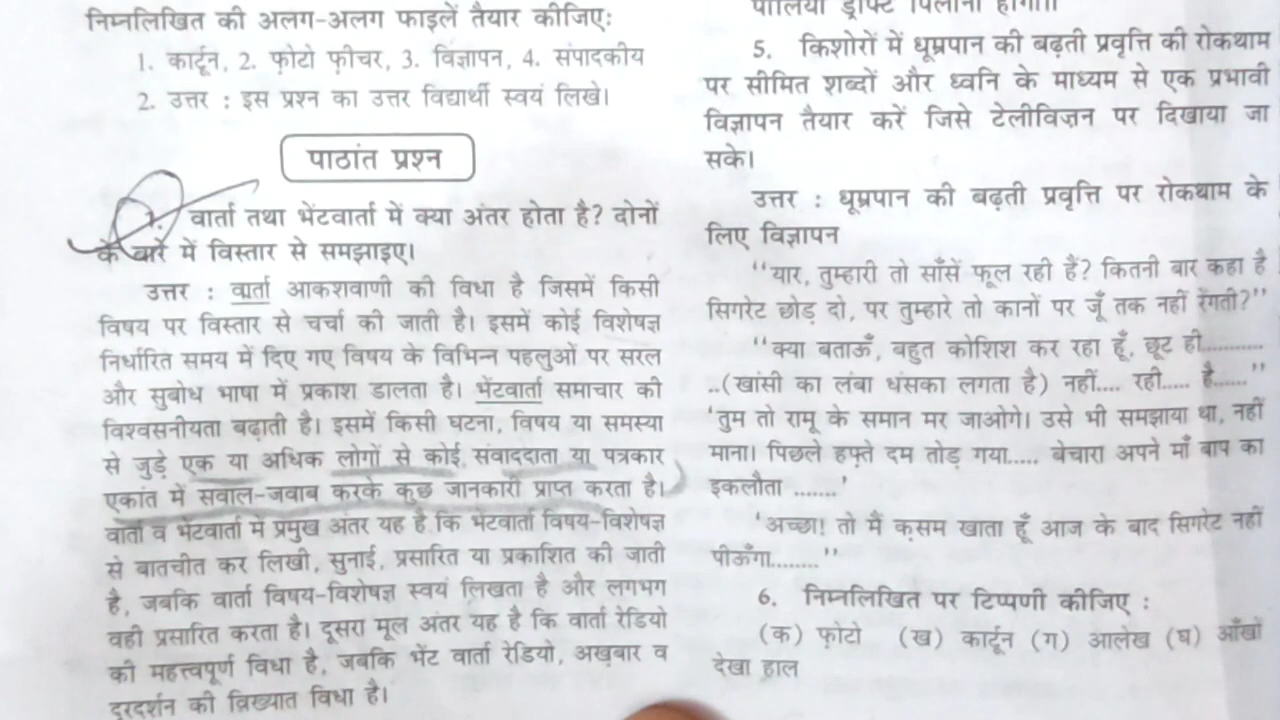 निम्नलिखित की अलग-अलग फाइलें तैयार कीजिए:
1. कार्टून, 2. फ़ोटो फ़ीचर, 3. विज्ञापन, 4. संपादकीय
2. उत्तर : इस प्रश्न का उत्तर विद्यार्थी स्वयं लिखे।
पाठांत प्रश्न
1. वार्ता तथा भेंटवार्ता में क्या अंतर होता है? दोनों
के बारे में विस्तार से समझाइए।
उत्तर : वार्ता आकशवाणी की विधा है जिसमें किसी
विषय पर विस्तार से चर्चा की जाती है। इसमें कोई विशेषज्ञ
निर्धारित समय में दिए गए विषय के विभिन्न पहलुओं पर सरल
और सुबोध भाषा में प्रकाश डालता है। भेंटवार्ता समाचार की
विश्वसनीयता बढ़ाती है। इसमें किसी घटना, विषय या समस्या
से जुड़े एक या अधिक लोगों से कोई संवाददाता या पत्रकार
एकांत में सवाल-जवाब करके कुछ जानकारी प्राप्त करता है।
वार्ता व भेंटवार्ता में प्रमुख अंतर यह है कि भेंटवार्ता विषय-विशेषज्ञ
से बातचीत कर लिखी, सुनाई, प्रसारित या प्रकाशित की जाती
है, जबकि वार्ता विषय-विशेषज्ञ स्वयं लिखता है और लगभग
वही प्रसारित करता है। दूसरा मूल अंतर यह है कि वार्ता रेडियो
की महत्त्वपूर्ण विधा है, जबकि भेंट वार्ता रेडियो, अख़बार व
दूरदर्शन की विख्यात विधा है।
पोलियो ड्रॉप्ट पिलानी होगी।।
5. किशोरों में धूम्रपान की बढ़ती प्रवृत्ति की रोकथाम
पर सीमित शब्दों और ध्वनि के माध्यम से एक प्रभावी
विज्ञापन तैयार करें जिसे टेलीविज़न पर दिखाया जा
सके।
उत्तर : धूम्रपान की बढ़ती प्रवृत्ति पर रोकथाम के
लिए विज्ञापन
"यार, तुम्हारी तो साँसें फूल रही हैं? कितनी बार कहा है
सिगरेट छोड़ दो, पर तुम्हारे तो कानों पर जूँ तक नहीं रेंगती?"
"क्या बताऊँ, बहुत कोशिश कर रहा हूँ, छूट ही...........
..(खांसी का लंबा धंसका लगता है) नहीं.... रही..... है......"
'तुम तो रामू के समान मर जाओगे। उसे भी समझाया था, नहीं
माना। पिछले हफ़्ते दम तोड़ गया..... बेचारा अपने माँ बाप का
इकलौता .......'
'अच्छा! तो मैं क़सम खाता हूँ आज के बाद सिगरेट नहीं
पीऊँगा........"
6. निम्नलिखित पर टिप्पणी कीजिए :
(क) फ़ोटो (ख) कार्टून (ग) आलेख (घ) आँखों
देखा हाल